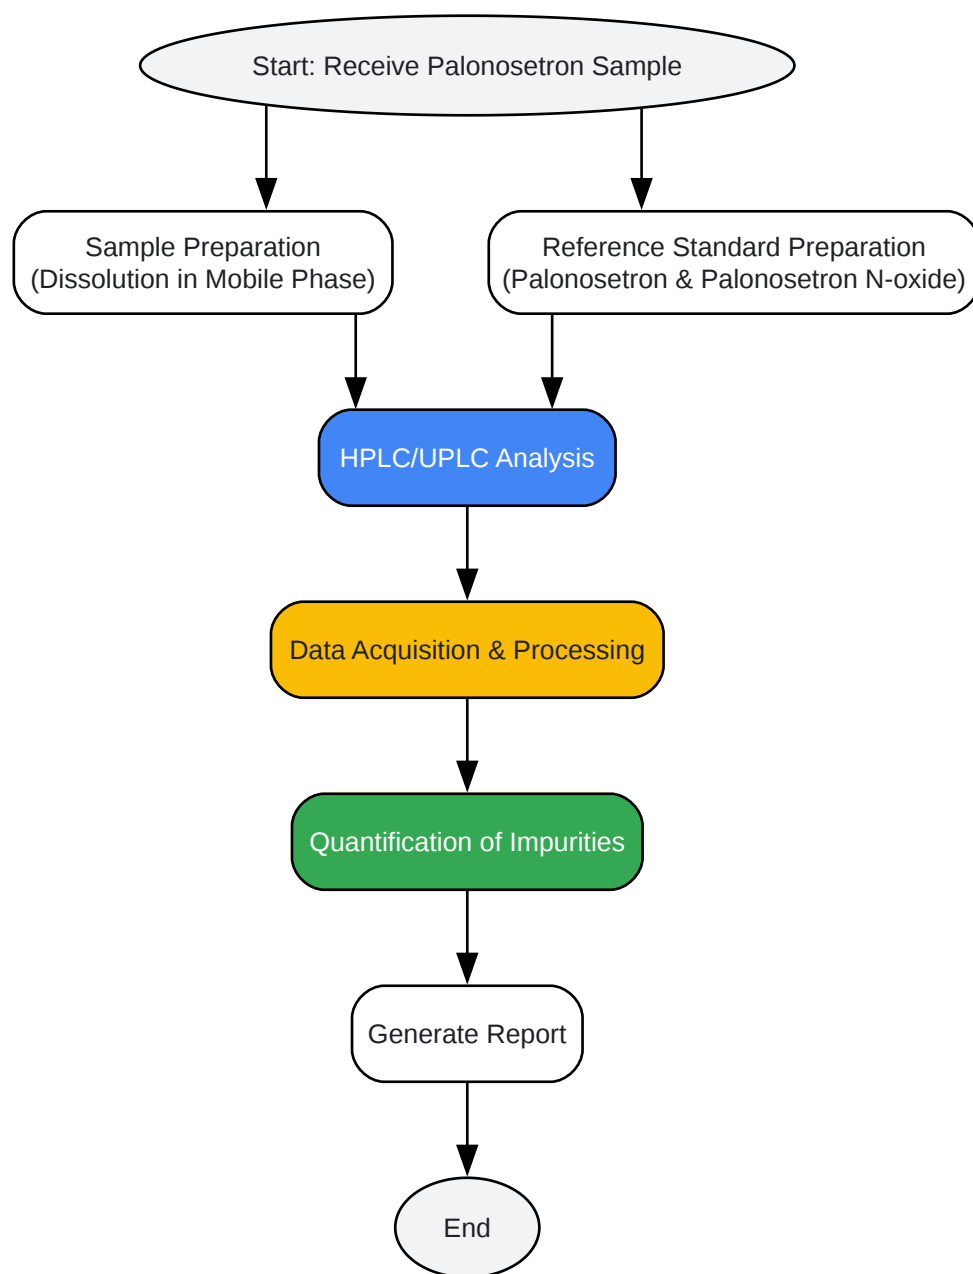 Start: Receive Palonosetron Sample
Sample Preparation
(Dissolution in Mobile Phase)
Reference Standard Preparation
(Palonosetron & Palonosetron N-oxide)
HPLC/UPLC Analysis
Data Acquisition & Processing
Quantification of Impurities
Generate Report
End